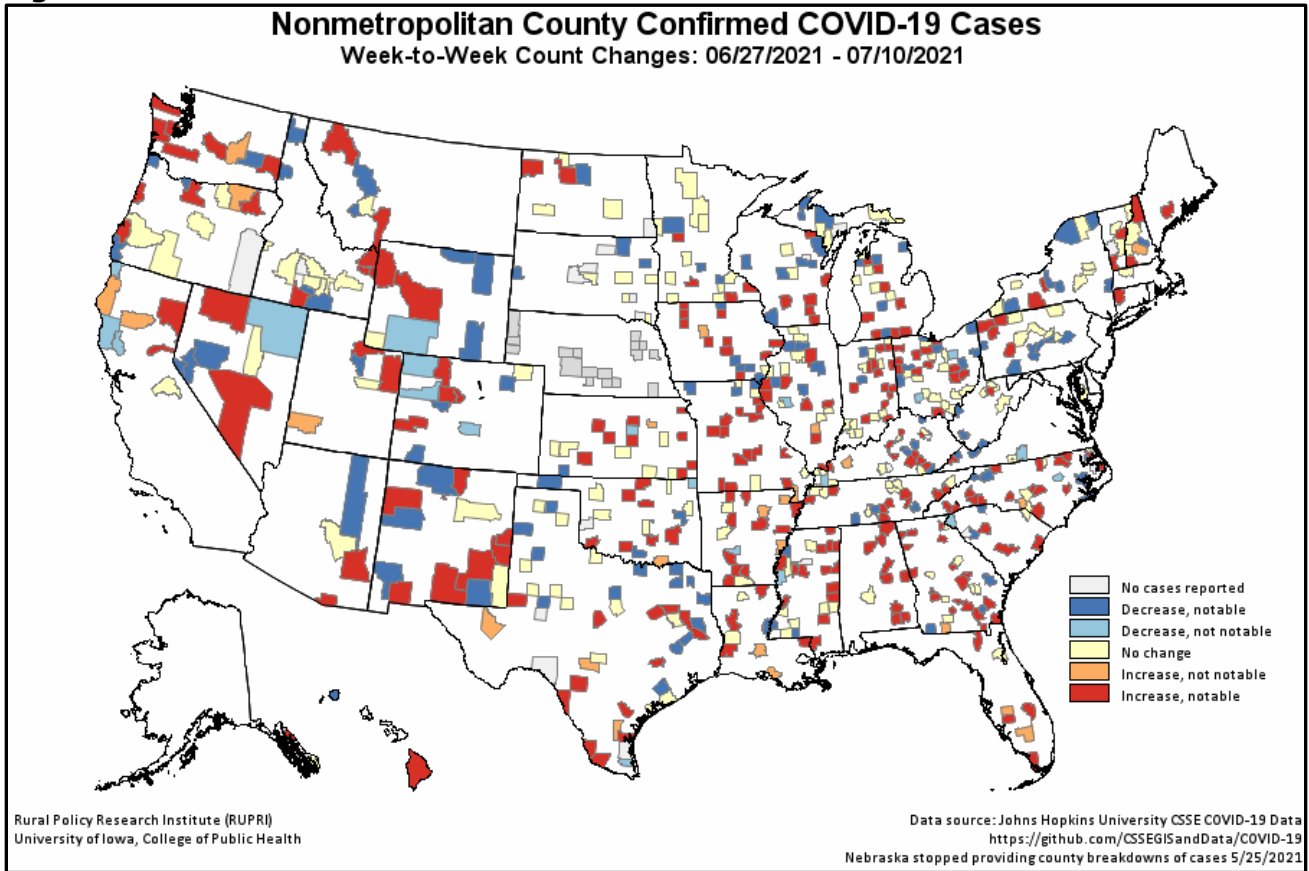 Nonmetropolitan County Confirmed COVID-19 Cases
Week-to-Week Count Changes: 06/27/2021 - 07/10/2021
No cases reported
Decrease, notable
Decrease, not notable
No change
Increase, not notable
Increase, notable
Rural Policy Research Institute (RUPRI)
University of Iowa, College of Public Health
Data source: Johns Hopkins University CSSE COVID-19 Data
https://github.com/CSSEGISandData/COVID-19
Nebraska stopped providing county breakdowns of cases 5/25/2021